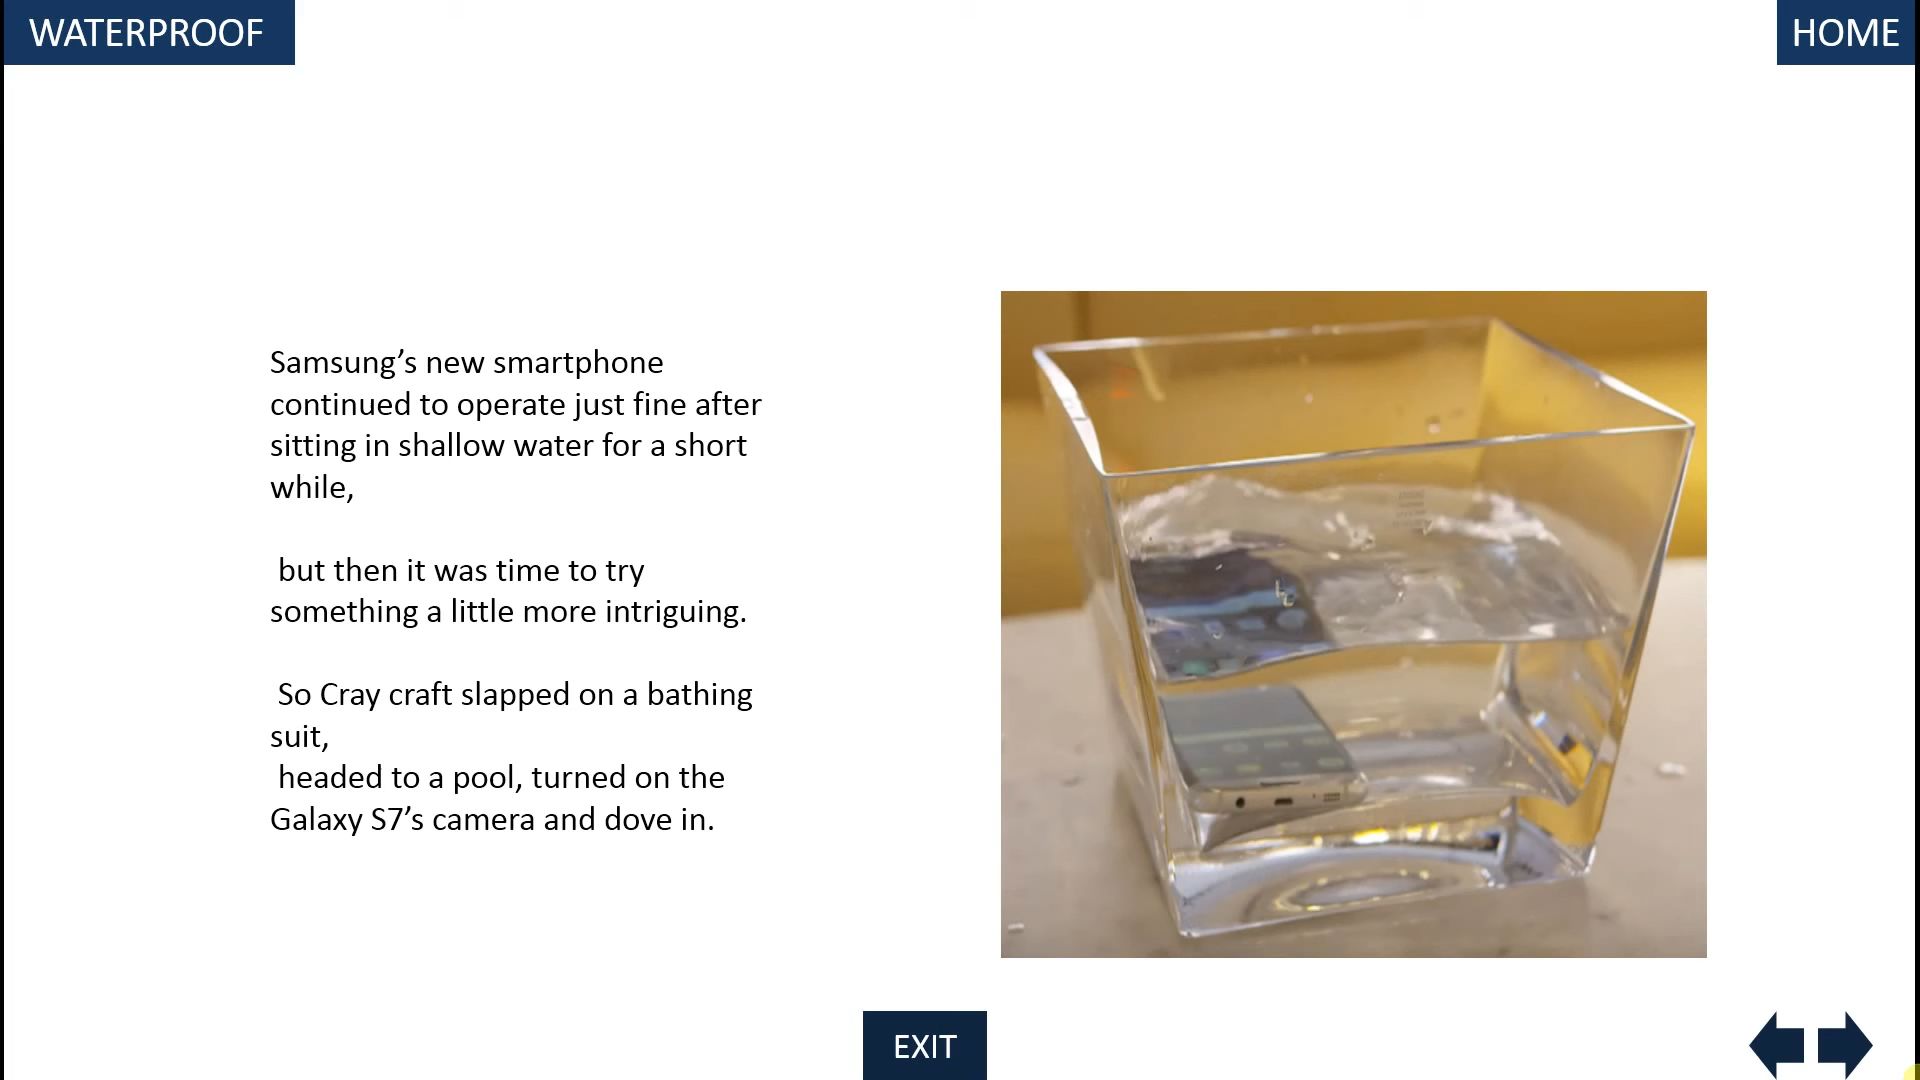 WATERPROOF
HOME
Samsung’s new smartphone
continued to operate just fine after
sitting in shallow water for a short
while,
but then it was time to try
something a little more intriguing.
So Cray craft slapped on a bathing
suit,
headed to a pool, turned on the
Galaxy S7’s camera and dove in.
EXIT